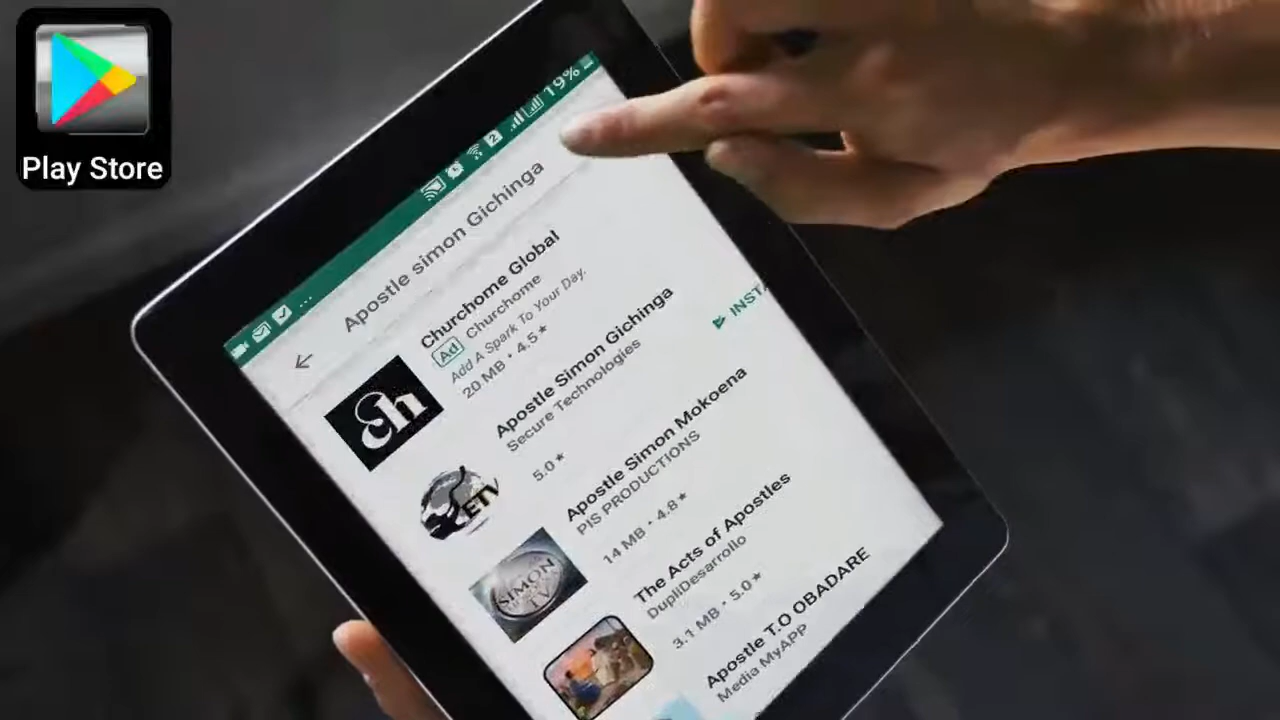 Play Store
2
19%
...
Apostle simon Gichinga
Churchome Global
Ad Churchome
Add A Spark To Your Day.
20 MB • 4.5 ★
Ch
Apostle Simon Gichinga
Secure Technologies
5.0 ★
INSTA
ETV
Apostle Simon Mokoena
PIS PRODUCTIONS
14 MB • 4.8 ★
SIMON
TV
The Acts of Apostles
DupliDesarrollo
3.1 MB • 5.0 ★
Apostle T.O OBADARE
Media MyAPP